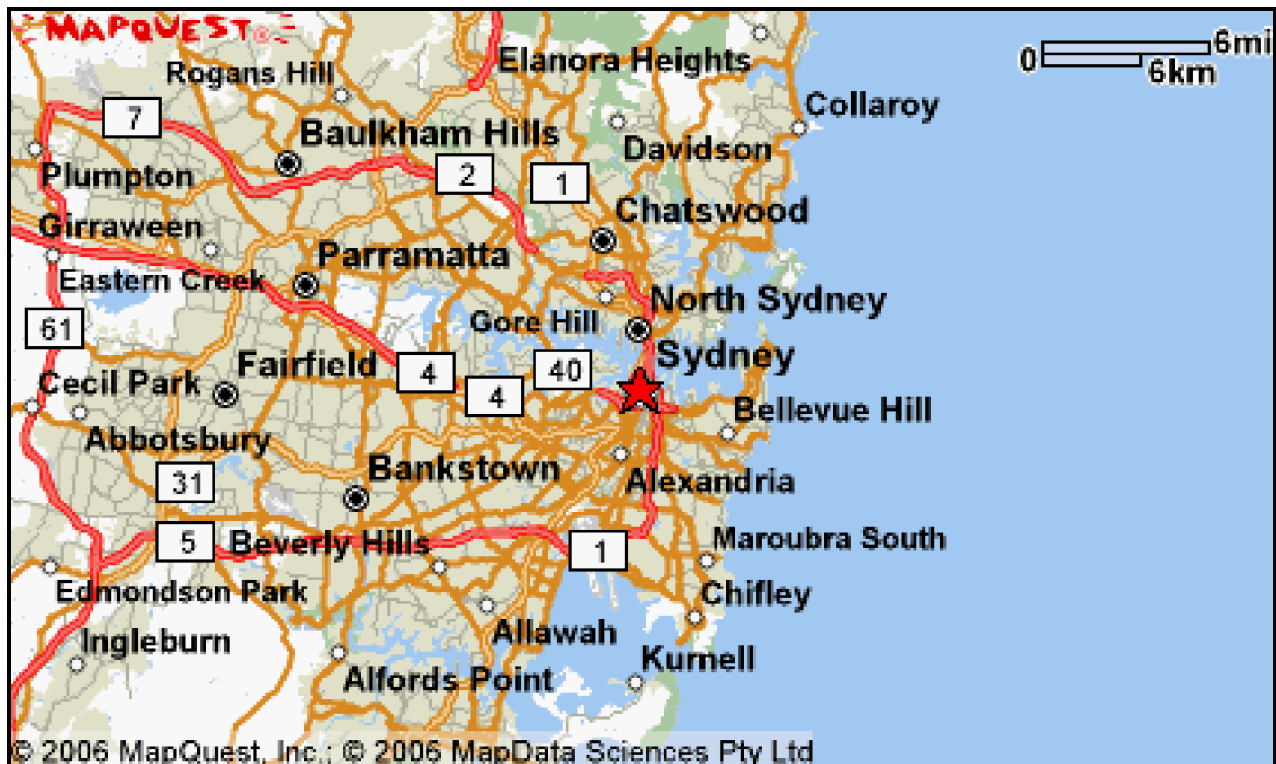 MAPQUEST
Elanora Heights
0
6mi
6km
Rogans Hill
Collaroy
7
Baulkham Hills
Davidson
2
1
Plumpton
Chatswood
Girraween
Parramatta
Eastern Creek
North Sydney
Gore Hill
61
Sydney
Fairfield
4
40
Cecil Park
4
Bellevue Hill
Abbotsbury
Bankstown
31
Alexandria
5
Beverly Hills
1
Maroubra South
Edmondson Park
Chifley
Ingleburn
Allawah
Kurnell
Alfords Point
© 2006 MapQuest, Inc.; © 2006 MapData Sciences Pty Ltd